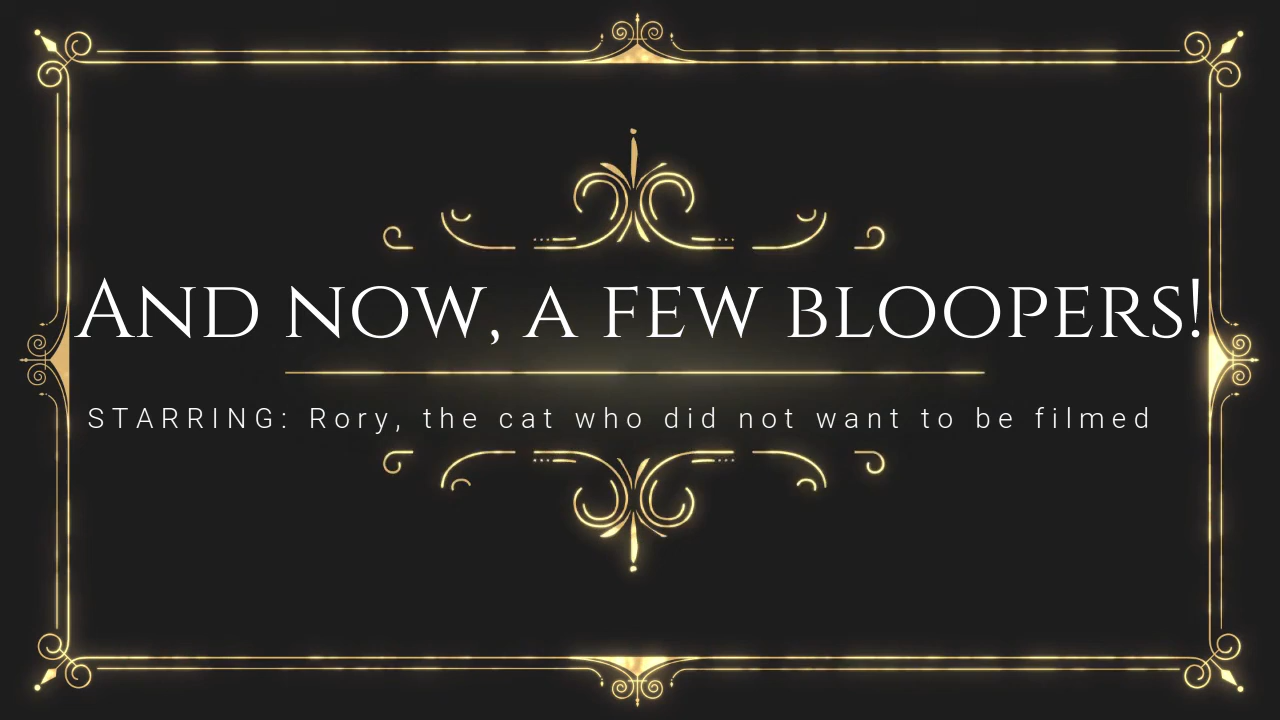 And now, a few bloopers!
STARRING: Rory, the cat who did not want to be filmed